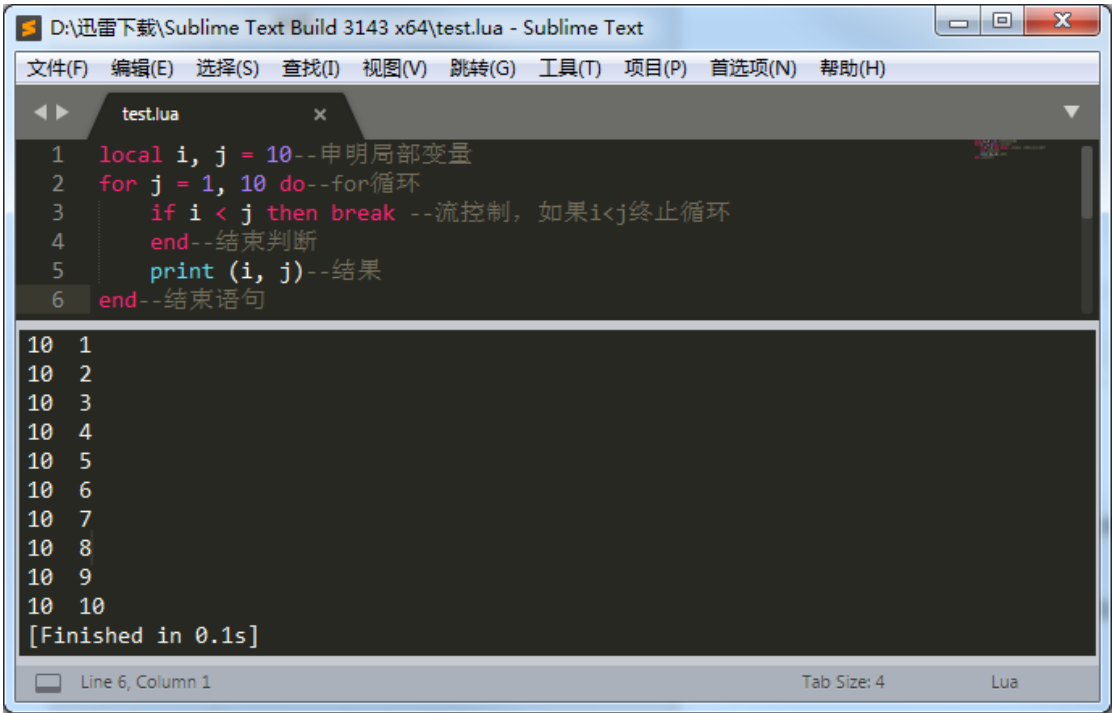 D:\迅雷下载\Sublime Text Build 3143 x64\test.lua - Sublime Text
文件(F) 编辑(E) 选择(S) 查找(I) 视图(V) 跳转(G) 工具(T) 项目(P) 首选项(N) 帮助(H)
test.lua
1 local i, j = 10--申明局部变量
2 for j = 1, 10 do--for循环
3 if i < j then break --流控制，如果i<j终止循环
4 end--结束判断
5 print (i, j)--结果
6 end--结束语句
10 1
10 2
10 3
10 4
10 5
10 6
10 7
10 8
10 9
10 10
[Finished in 0.1s]
Line 6, Column 1 Tab Size: 4 Lua